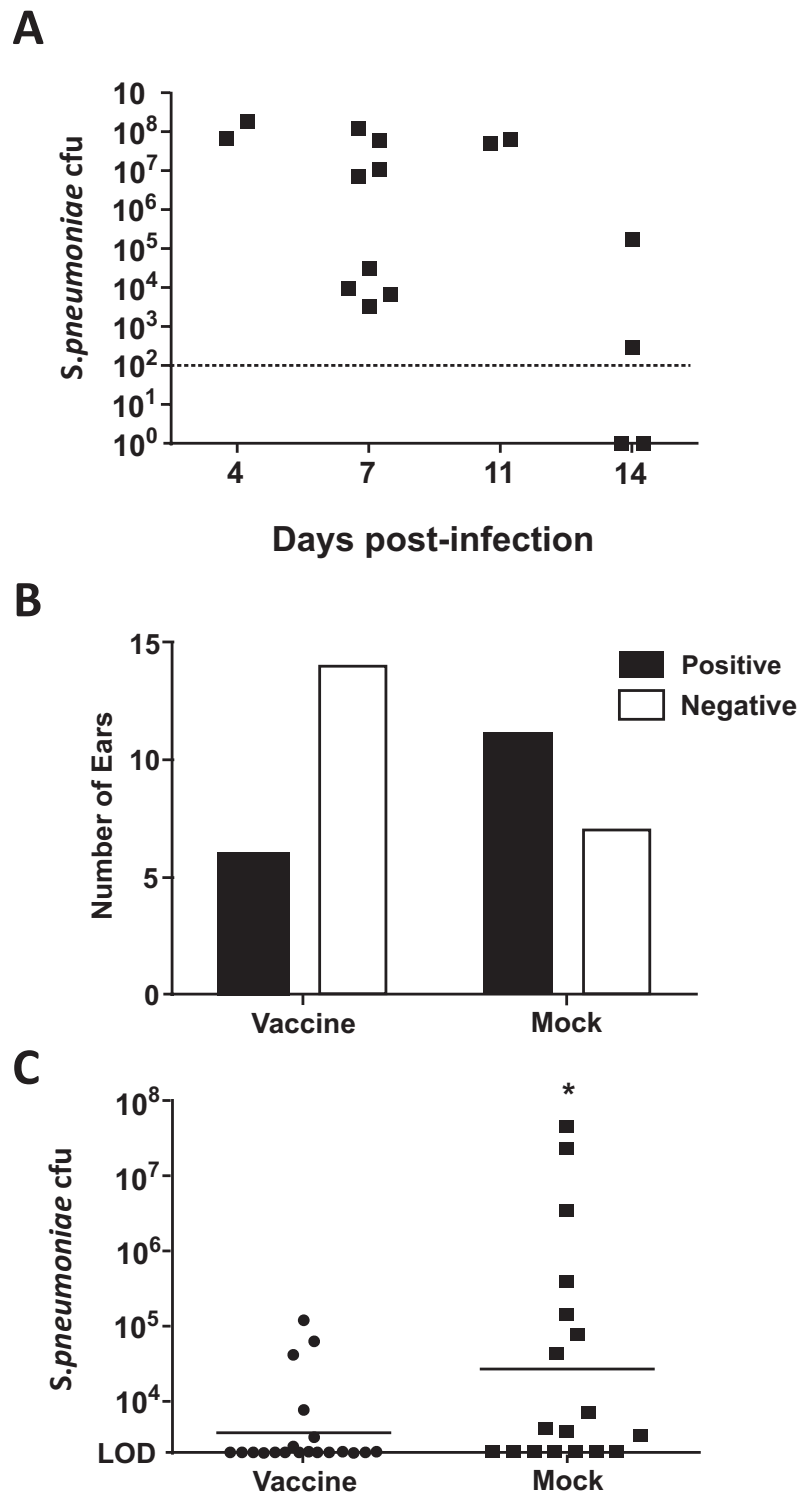 A
S.pneumoniae cfu
10
10⁸
10⁷
10⁶
10⁵
10⁴
10³
10²
10¹
10⁰
4 7 11 14
Days post-infection
B
Number of Ears
15
10
5
0
Positive
Negative
Vaccine Mock
C
S.pneumoniae cfu
*
10⁸
10⁷
10⁶
10⁵
10⁴
LOD
Vaccine Mock